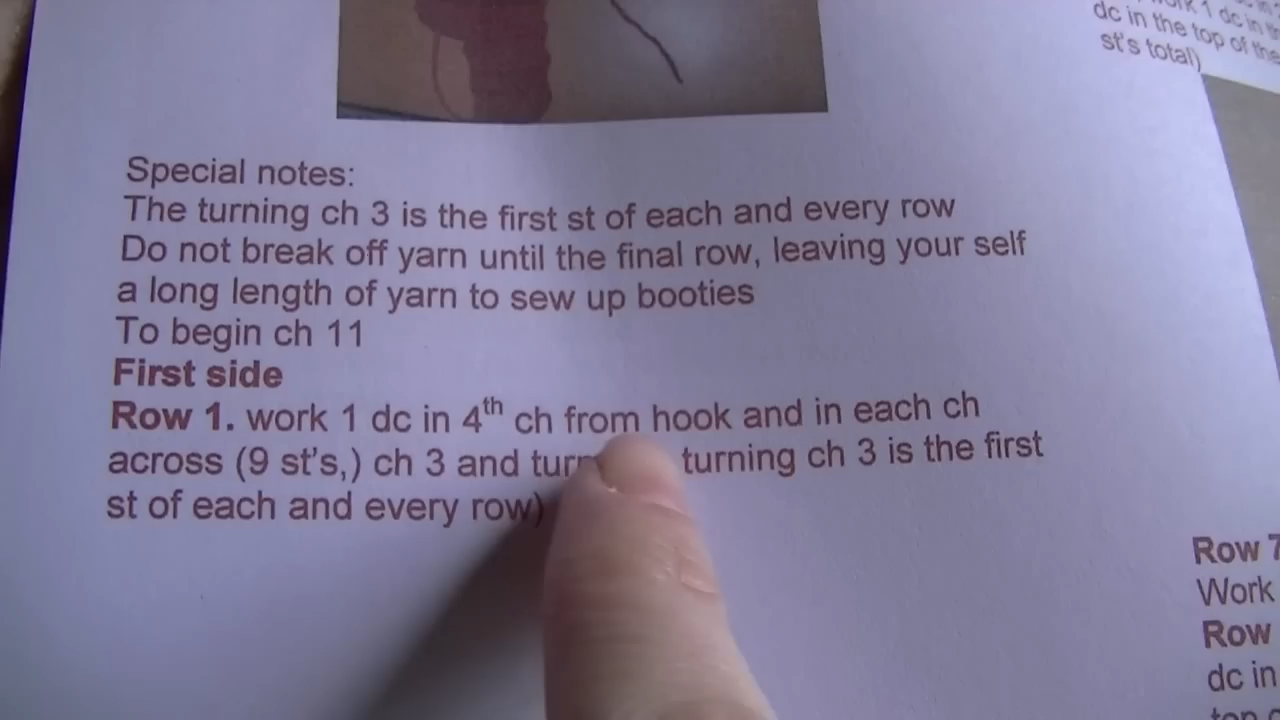 dc in the top of the
st's total)
Special notes:
The turning ch 3 is the first st of each and every row
Do not break off yarn until the final row, leaving your self
a long length of yarn to sew up booties
To begin ch 11
First side
Row 1. work 1 dc in 4th ch from hook and in each ch
across (9 st's,) ch 3 and turn turning ch 3 is the first
st of each and every row)
Row 7
Work
Row
dc in